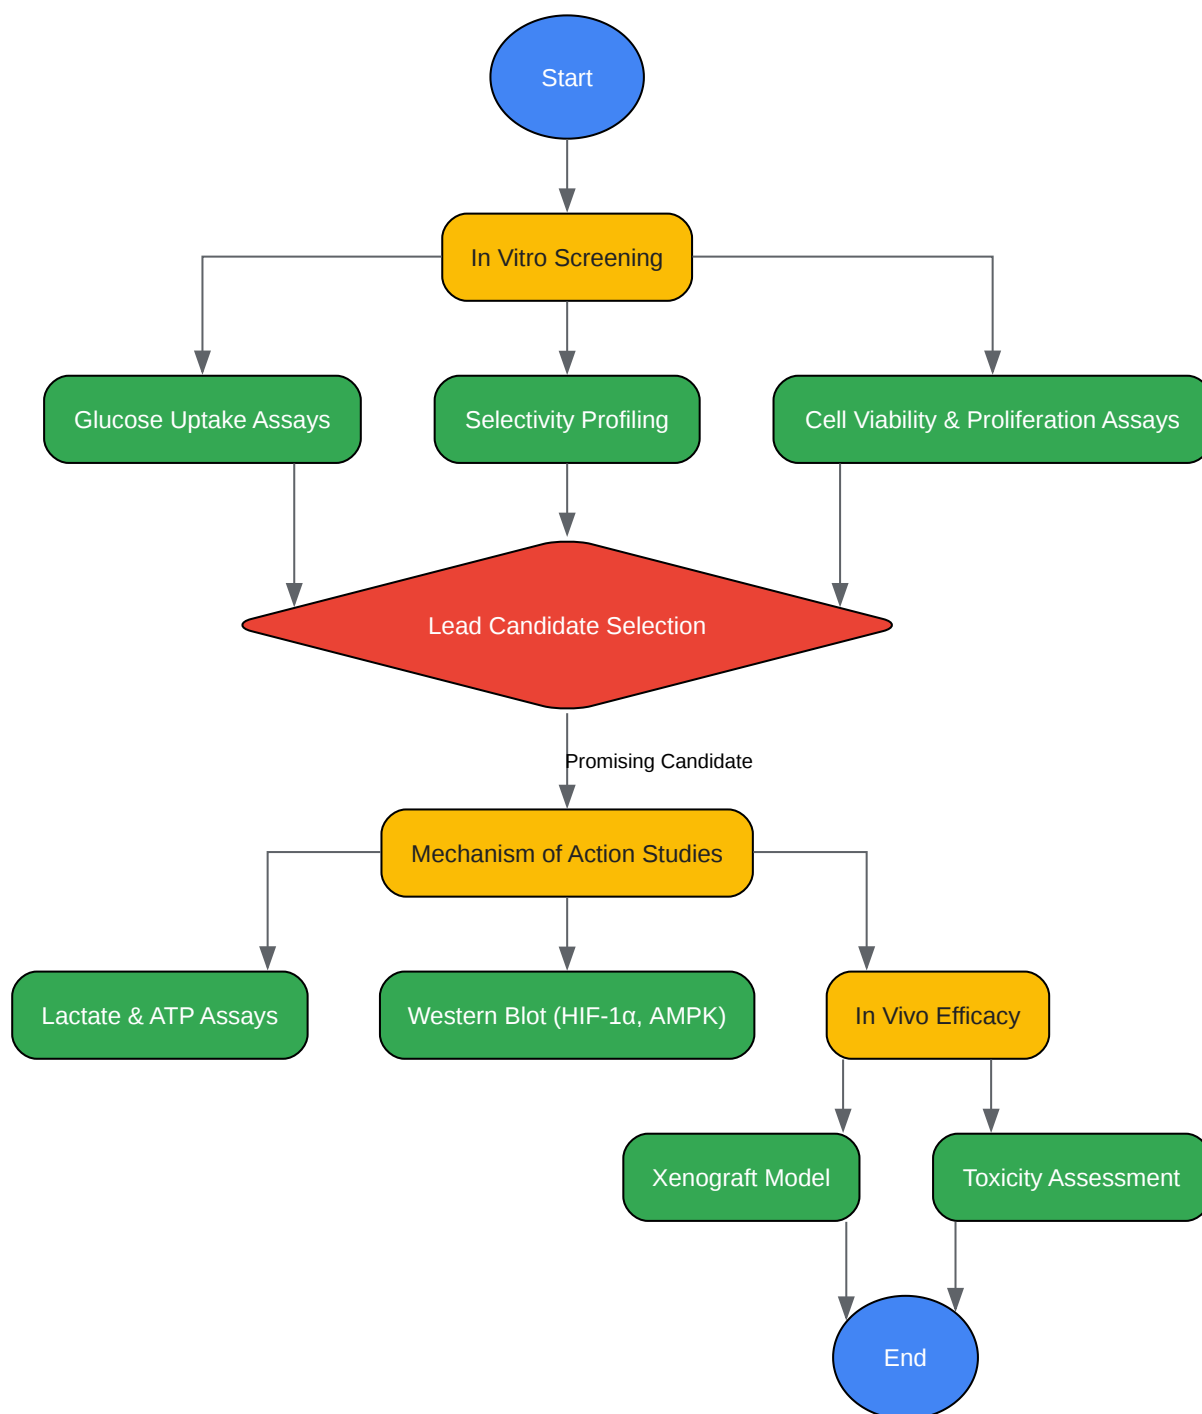 Start
In Vitro Screening
Glucose Uptake Assays
Selectivity Profiling
Cell Viability & Proliferation Assays
Lead Candidate Selection
Promising Candidate
Mechanism of Action Studies
Lactate & ATP Assays
Western Blot (HIF-1α, AMPK)
In Vivo Efficacy
Xenograft Model
Toxicity Assessment
End